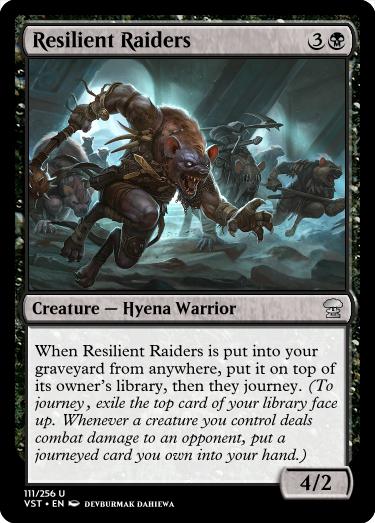 Resilient Raiders 3
Creature — Hyena Warrior
When Resilient Raiders is put into your
graveyard from anywhere, put it on top of
its owner's library, then they journey. (To
journey, exile the top card of your library face
up. Whenever a creature you control deals
combat damage to an opponent, put a
journeyed card you own into your hand.)
4/2
111/256 U
VST • EN DEVBURMAK DAHIEWA